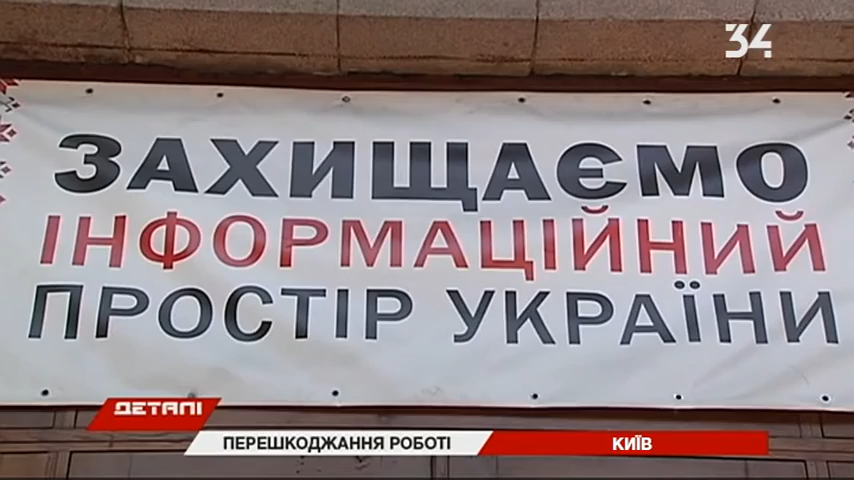 34
ЗАХИЩАЄМО
ІНФОРМАЦІЙНИЙ
ПРОСТІР УКРАЇНИ
ДЕТАЛІ
ПЕРЕШКОДЖАННЯ РОБОТІ
КИЇВ